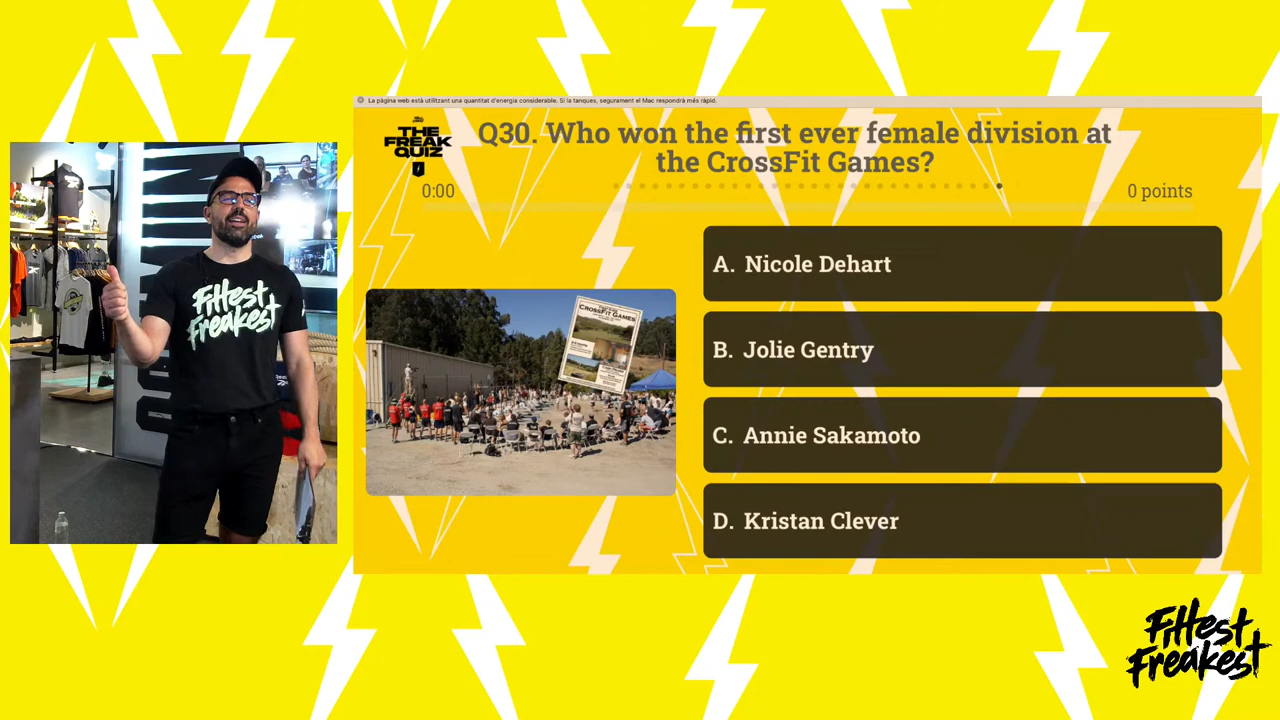 La pàgina web està utilitzant una quantitat d'energia considerable. Si la tanques, segurament el Mac respondrà més ràpid.
THE
FREAK
QUIZ
Q30. Who won the first ever female division at
the CrossFit Games?
0:00
0 points
A. Nicole Dehart
B. Jolie Gentry
C. Annie Sakamoto
D. Kristan Clever
CROSSFIT GAMES
Fittest
Freakest
Fittest
Freakest